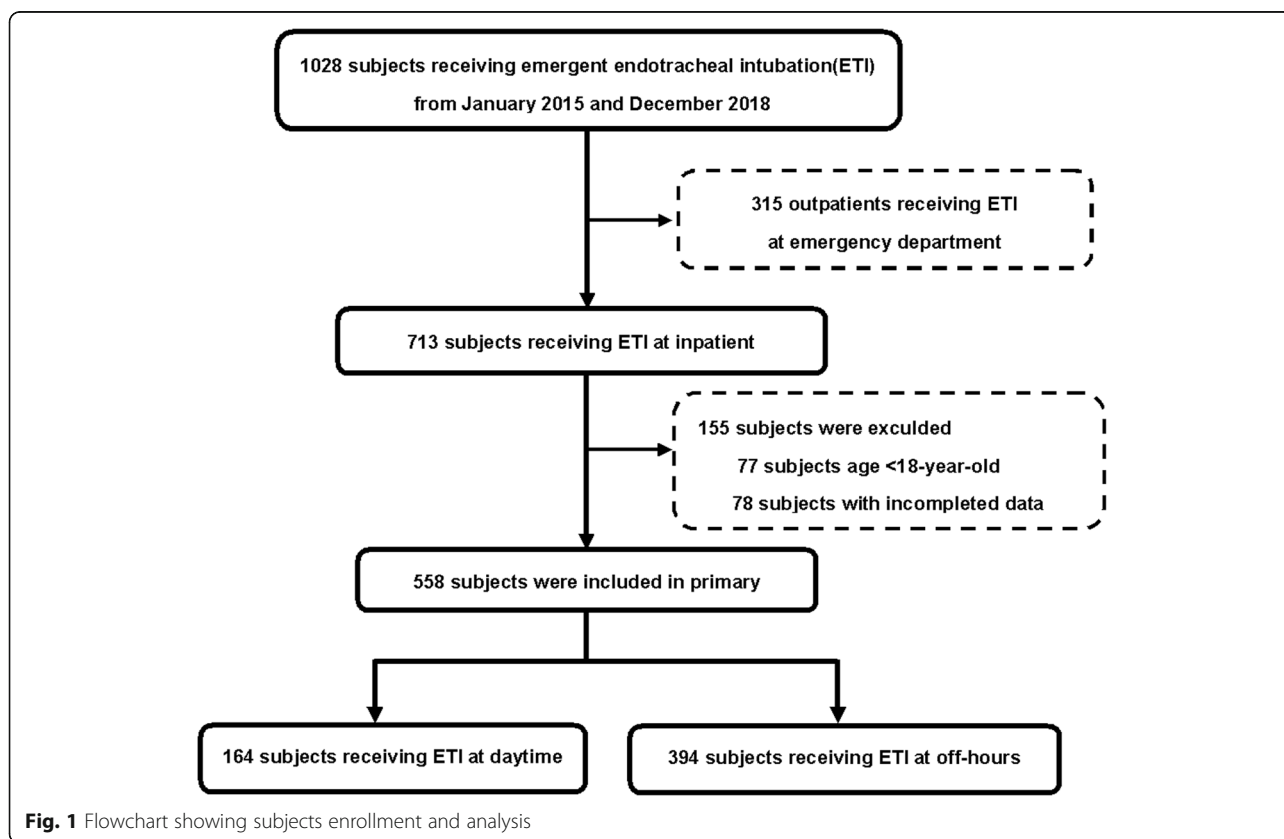 1028 subjects receiving emergent endotracheal intubation(ETI)
from January 2015 and December 2018
315 outpatients receiving ETI
at emergency department
713 subjects receiving ETI at inpatient
155 subjects were exculded
77 subjects age <18-year-old
78 subjects with incompleted data
558 subjects were included in primary
164 subjects receiving ETI at daytime
394 subjects receiving ETI at off-hours
Fig. 1 Flowchart showing subjects enrollment and analysis